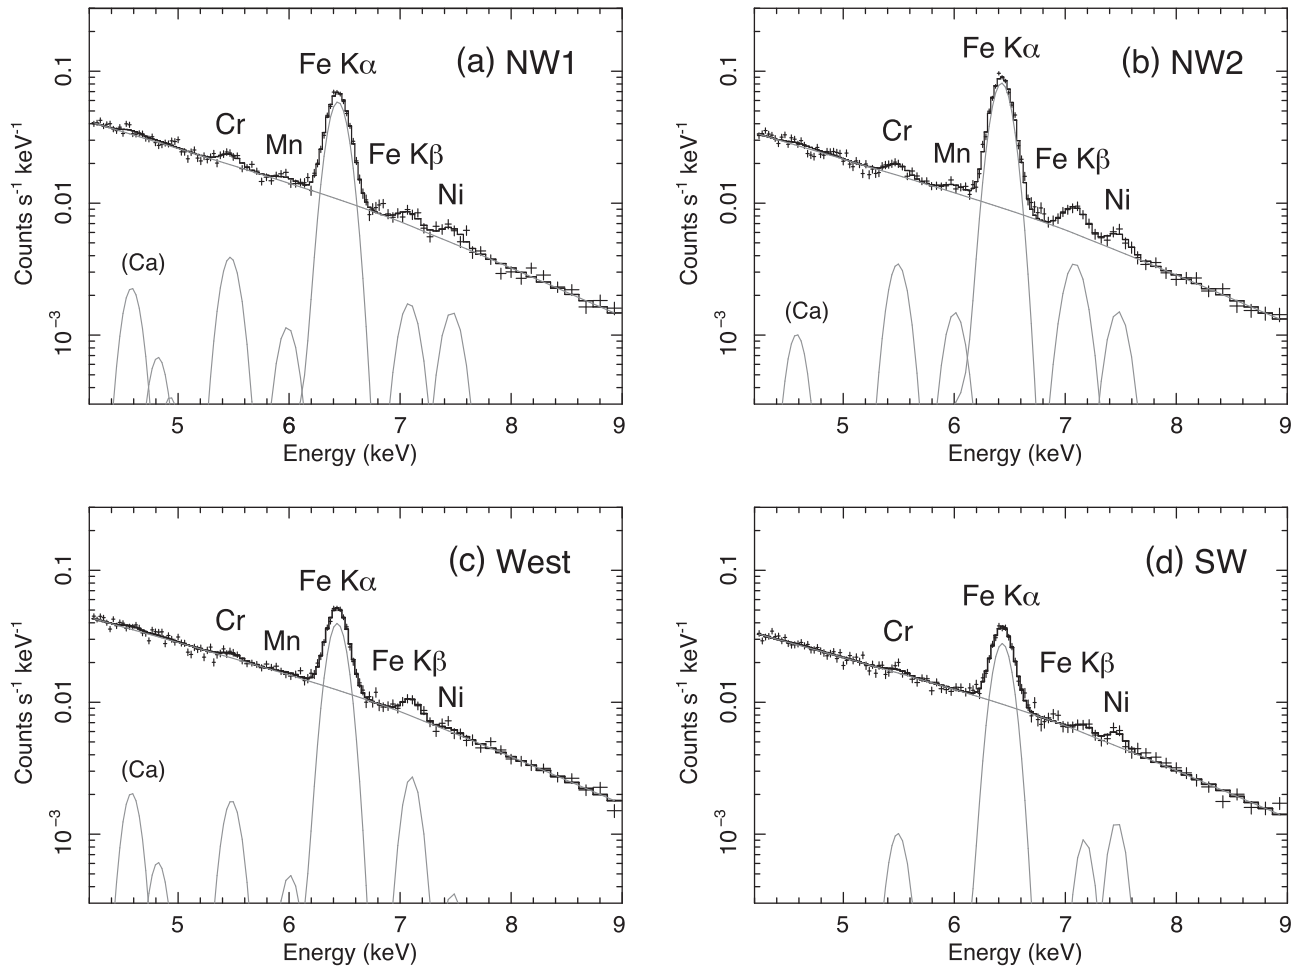 (a) NW1
Fe Kα
Cr
Mn
Fe Kβ
Ni
(Ca)
0.1
0.01
10⁻³
Counts s⁻¹ keV⁻¹
5 6 7 8 9
Energy (keV)
(b) NW2
Fe Kα
Cr
Mn
Fe Kβ
Ni
(Ca)
0.1
0.01
10⁻³
Counts s⁻¹ keV⁻¹
5 6 7 8 9
Energy (keV)
(c) West
Fe Kα
Cr
Mn
Fe Kβ
Ni
(Ca)
0.1
0.01
10⁻³
Counts s⁻¹ keV⁻¹
5 6 7 8 9
Energy (keV)
(d) SW
Fe Kα
Cr
Fe Kβ
Ni
0.1
0.01
10⁻³
Counts s⁻¹ keV⁻¹
5 6 7 8 9
Energy (keV)